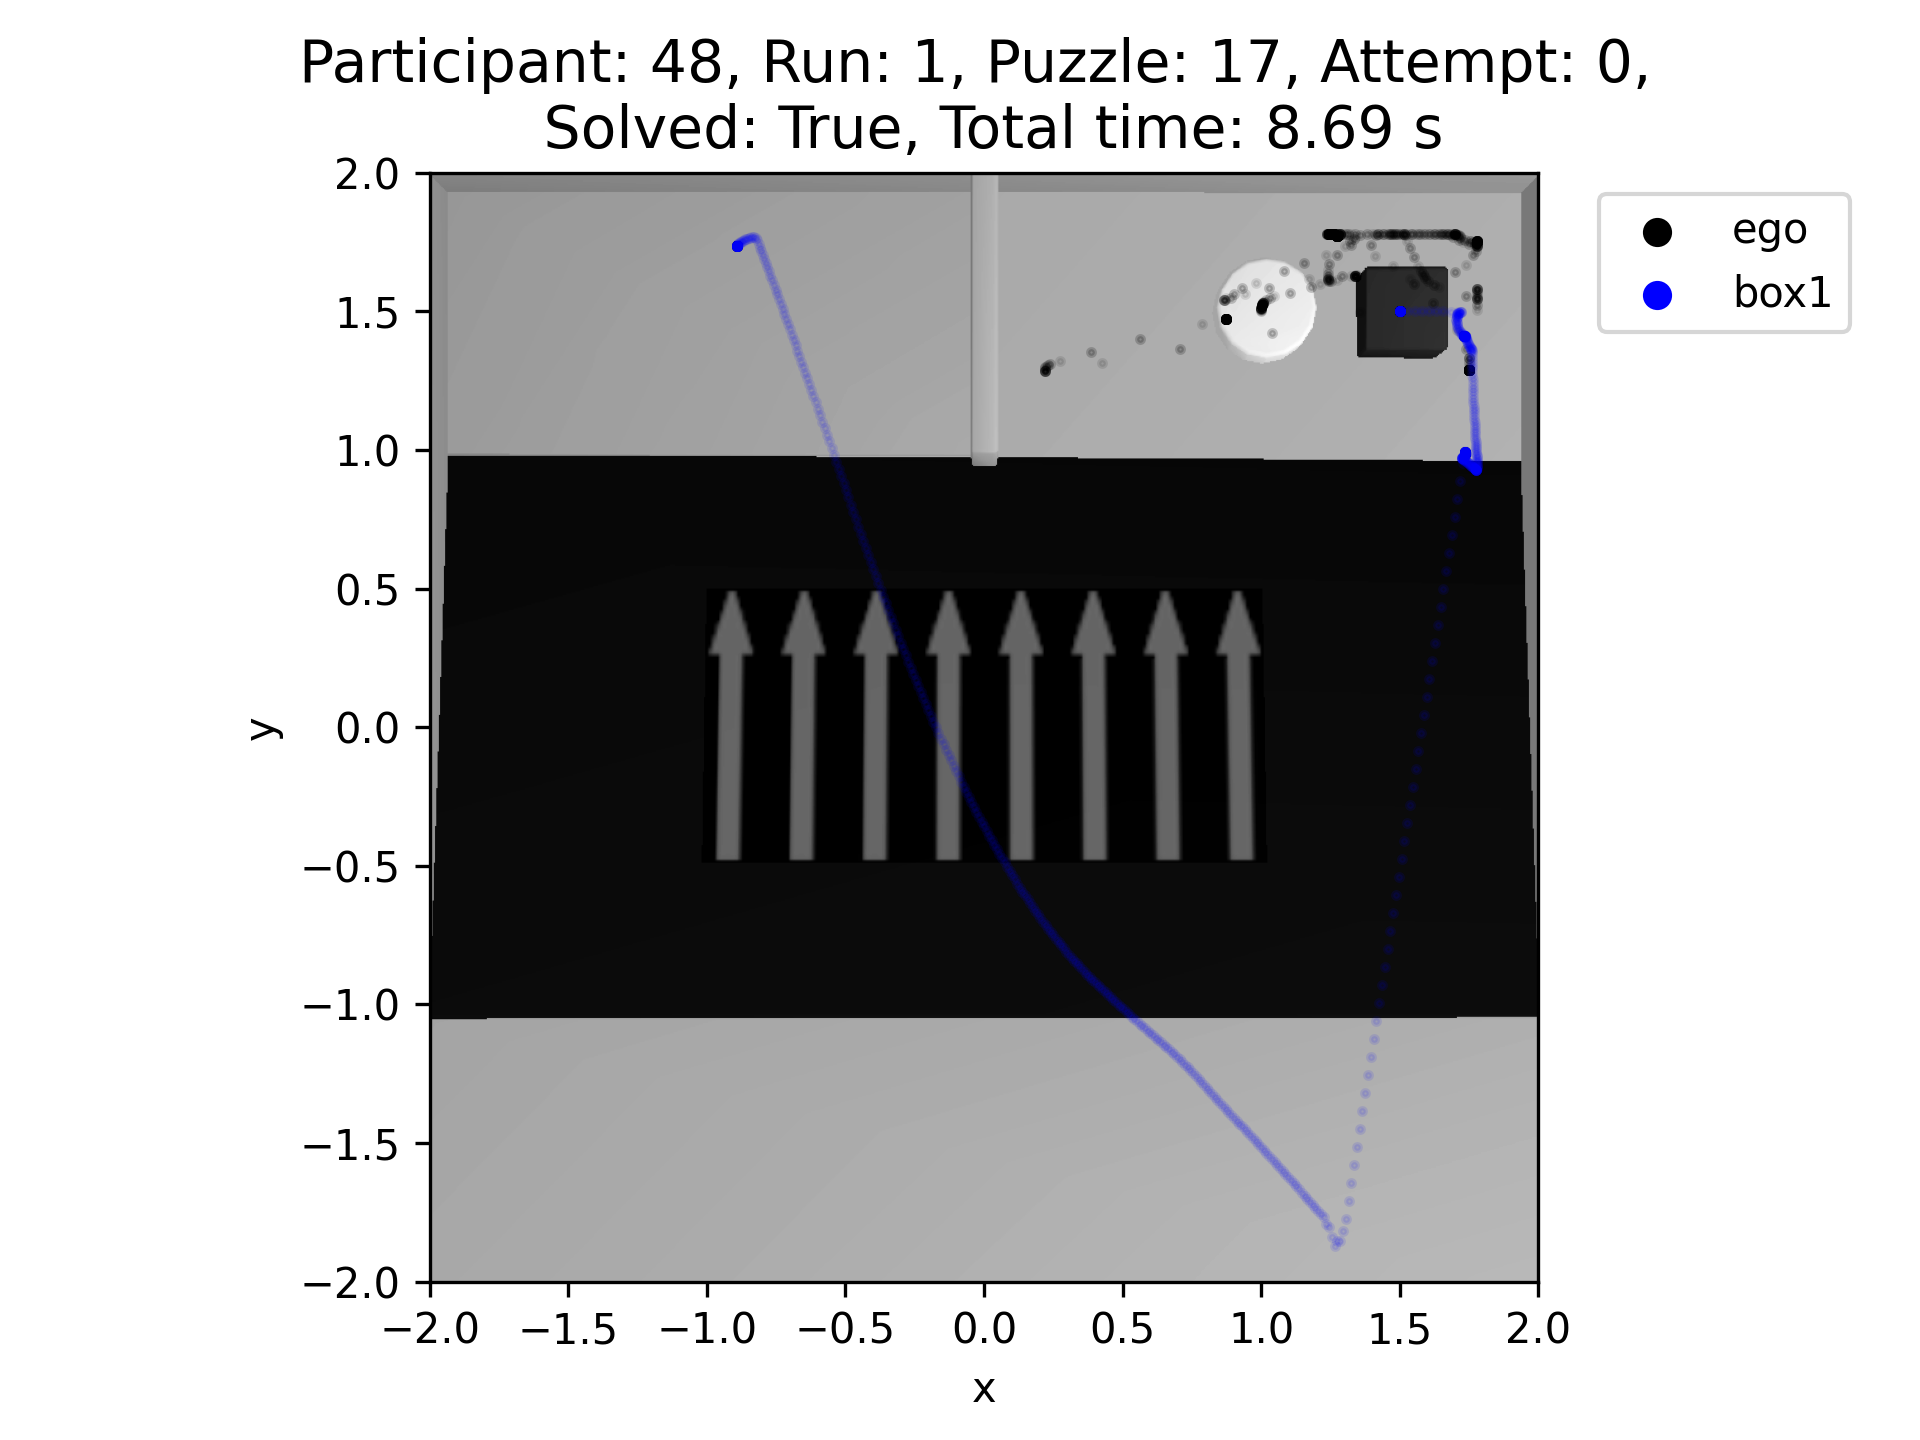 Participant: 48, Run: 1, Puzzle: 17, Attempt: 0,
Solved: True, Total time: 8.69 s
2.0
1.5
1.0
0.5
0.0
−0.5
−1.0
−1.5
−2.0
y
−2.0 −1.5 −1.0 −0.5 0.0 0.5 1.0 1.5 2.0
x
ego
box1